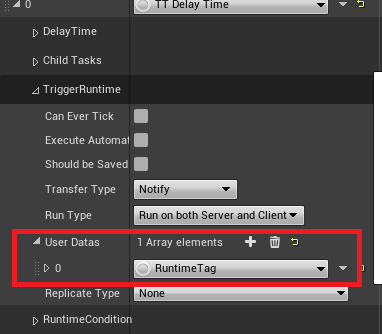 0 TT Delay Time
DelayTime
Child Tasks
TriggerRuntime
Can Ever Tick
Execute Automat
Should be Saved
Transfer Type Notify
Run Type Run on both Server and Client
User Datas 1 Array elements
0 RuntimeTag
Replicate Type None
RuntimeCondition